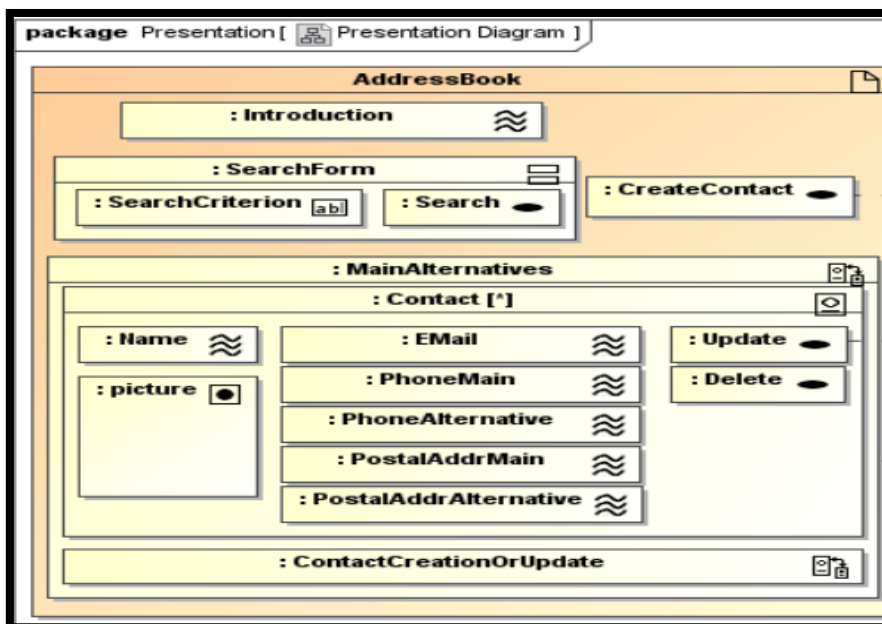 package Presentation [ Presentation Diagram ]
AddressBook
: Introduction
: SearchForm
: SearchCriterion ab|
: Search
: CreateContact
: MainAlternatives
: Contact [*]
: Name
: EMail
: Update
: picture
: PhoneMain
: Delete
: PhoneAlternative
: PostalAddrMain
: PostalAddrAlternative
: ContactCreationOrUpdate